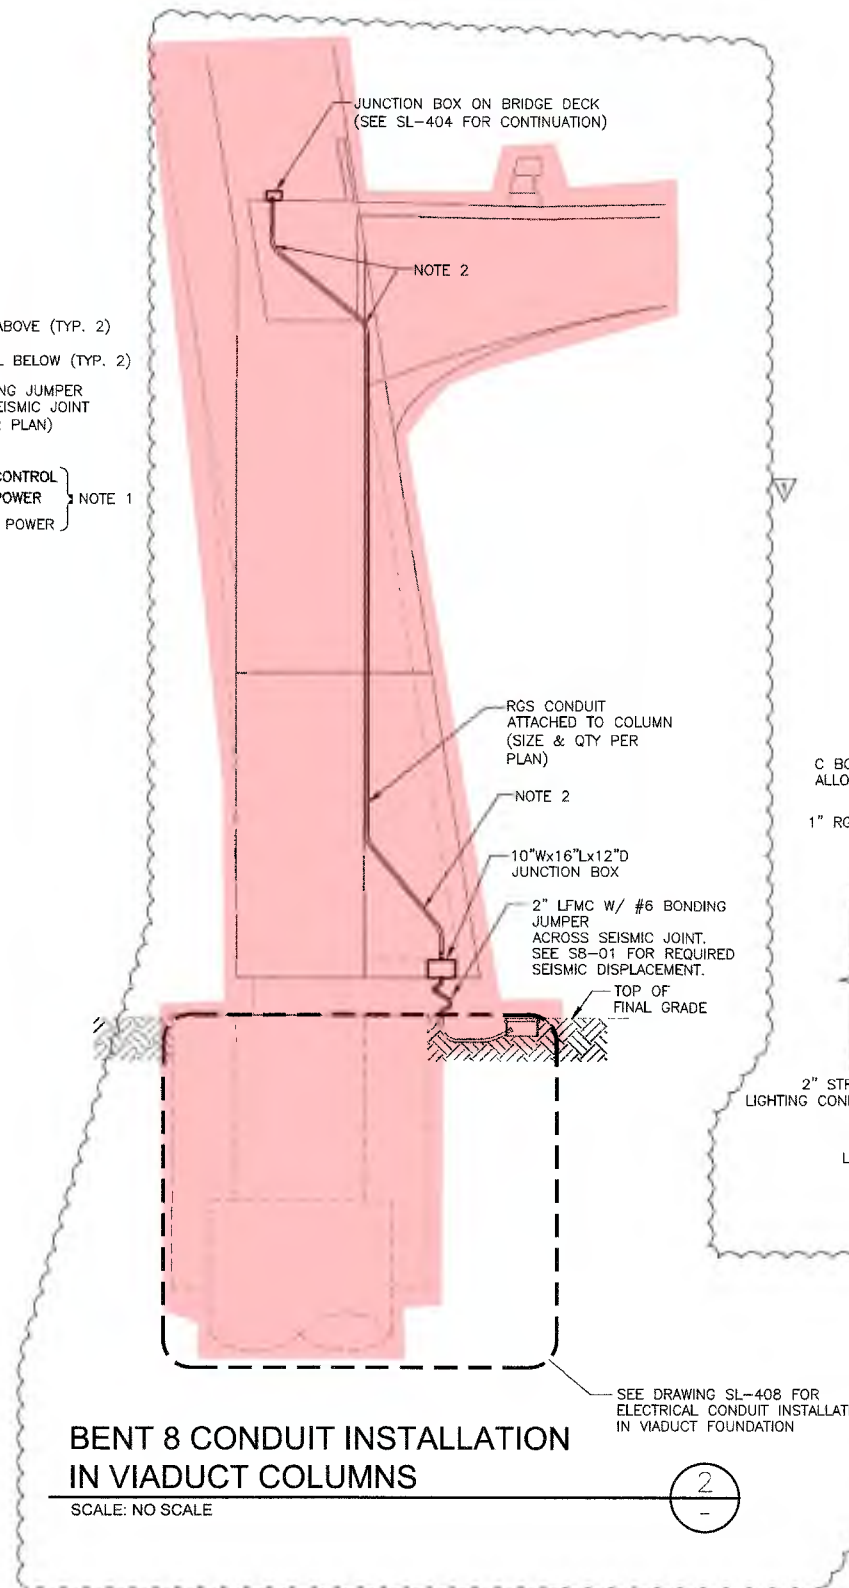 JUNCTION BOX ON BRIDGE DECK
(SEE SL-404 FOR CONTINUATION)
NOTE 2
ABOVE (TYP. 2)
BELOW (TYP. 2)
JUMPER
SEISMIC JOINT
PLAN)
CONTROL
POWER
POWER
NOTE 1
1
RGS CONDUIT
ATTACHED TO COLUMN
(SIZE & QTY PER
PLAN)
NOTE 2
10"Wx16"Lx12"D
JUNCTION BOX
2" LFMC W/ #6 BONDING
JUMPER
ACROSS SEISMIC JOINT.
SEE S8-01 FOR REQUIRED
SEISMIC DISPLACEMENT.
TOP OF
FINAL GRADE
C
1"
2"
LIGHTING
SEE DRAWING SL-408 FOR
ELECTRICAL CONDUIT
IN VIADUCT FOUNDATION
BENT 8 CONDUIT INSTALLATION
IN VIADUCT COLUMNS
SCALE: NO SCALE
2
-